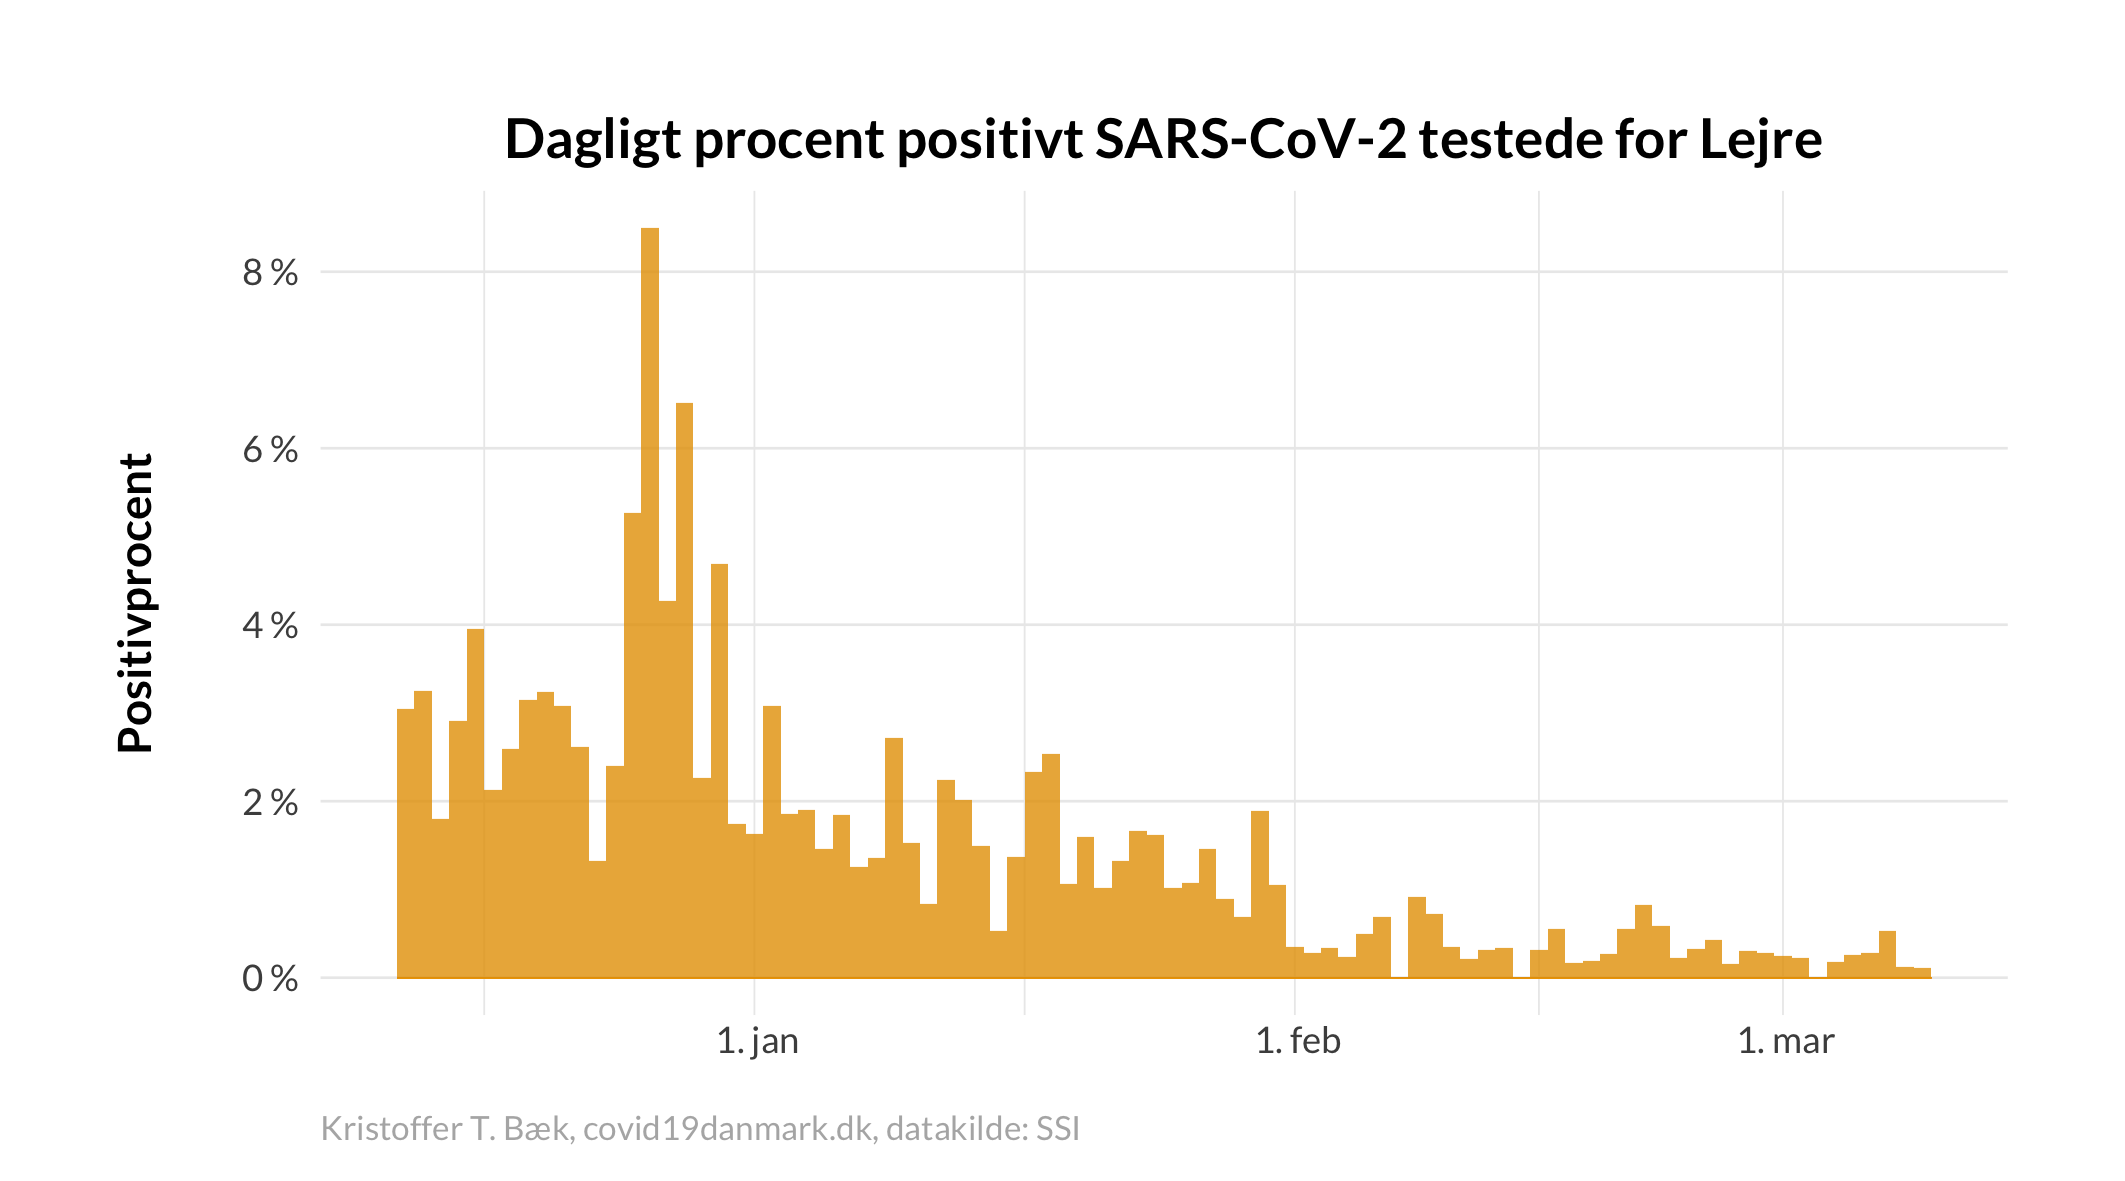 Dagligt procent positivt SARS-CoV-2 testede for Lejre
Positivprocent
8 %
6 %
4 %
2 %
0 %
1. jan
1. feb
1. mar
Kristoffer T. Bæk, covid19danmark.dk, datakilde: SSI